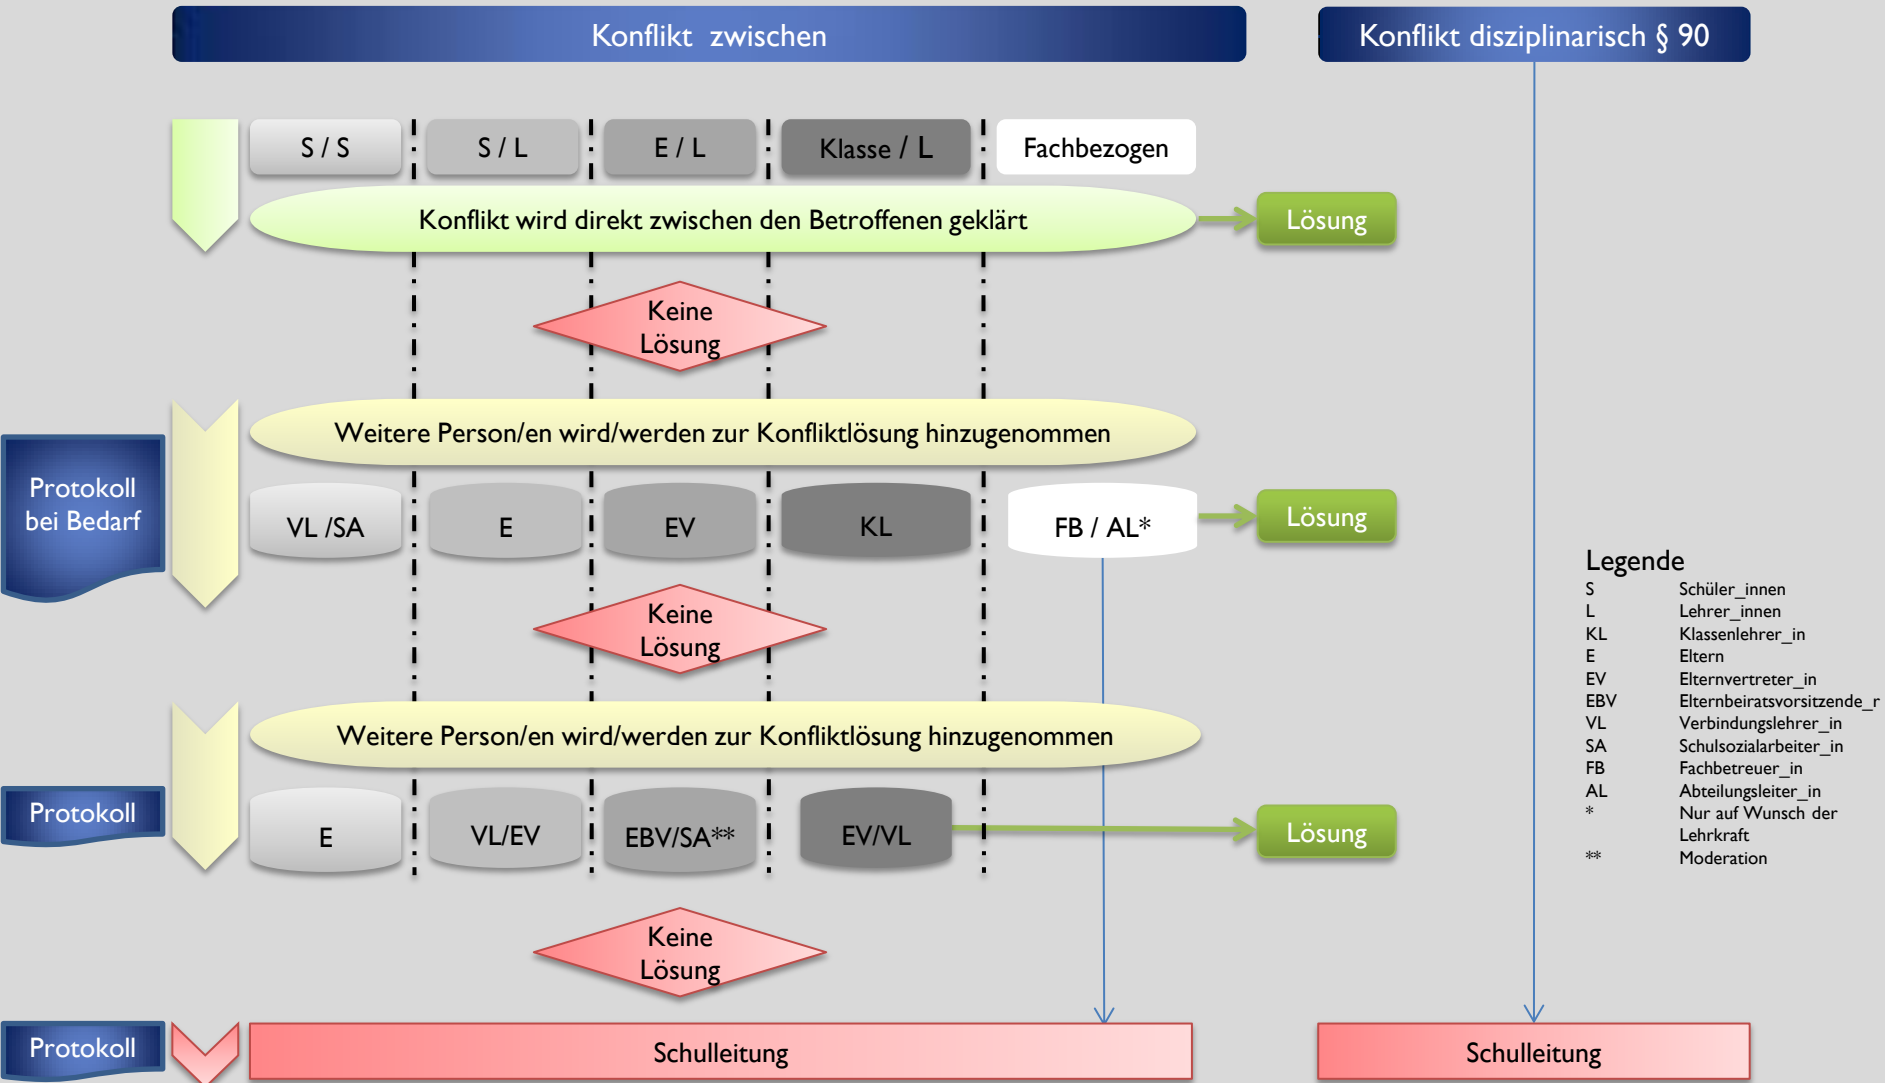 Konflikt zwischen
Konflikt disziplinarisch § 90
S / S
S / L
E / L
Klasse / L
Fachbezogen
Konflikt wird direkt zwischen den Betroffenen geklärt
Lösung
Keine
Lösung
Weitere Person/en wird/werden zur Konfliktlösung hinzugenommen
Protokoll
bei Bedarf
VL /SA
E
EV
KL
FB / AL*
Lösung
Keine
Lösung
Weitere Person/en wird/werden zur Konfliktlösung hinzugenommen
Protokoll
E
VL/EV
EBV/SA**
EV/VL
Lösung
Keine
Lösung
Protokoll
Schulleitung
Schulleitung
Legende
S Schüler_innen
L Lehrer_innen
KL Klassenlehrer_in
E Eltern
EV Elternvertreter_in
EBV Elternbeiratsvorsitzende_r
VL Verbindungslehrer_in
SA Schulsozialarbeiter_in
FB Fachbetreuer_in
AL Abteilungsleiter_in
* Nur auf Wunsch der
Lehrkraft
** Moderation